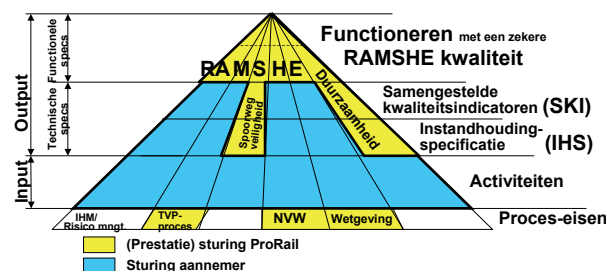 Functioneren met een zekere
RAMSHE kwaliteit
Output
Functionele
specs
RAMSHE
Technische
specs
Spoorweg
veiligheid
Duurzaamheid
Samengestelde
kwaliteitsindicatoren (SKI)
Instandhouding-
specificatie (IHS)
Input
Activiteiten
IHM/
Risico mngt.
TVP-
proces
NVW
Wetgeving
Proces-eisen
(Prestatie) sturing ProRail
Sturing aannemer